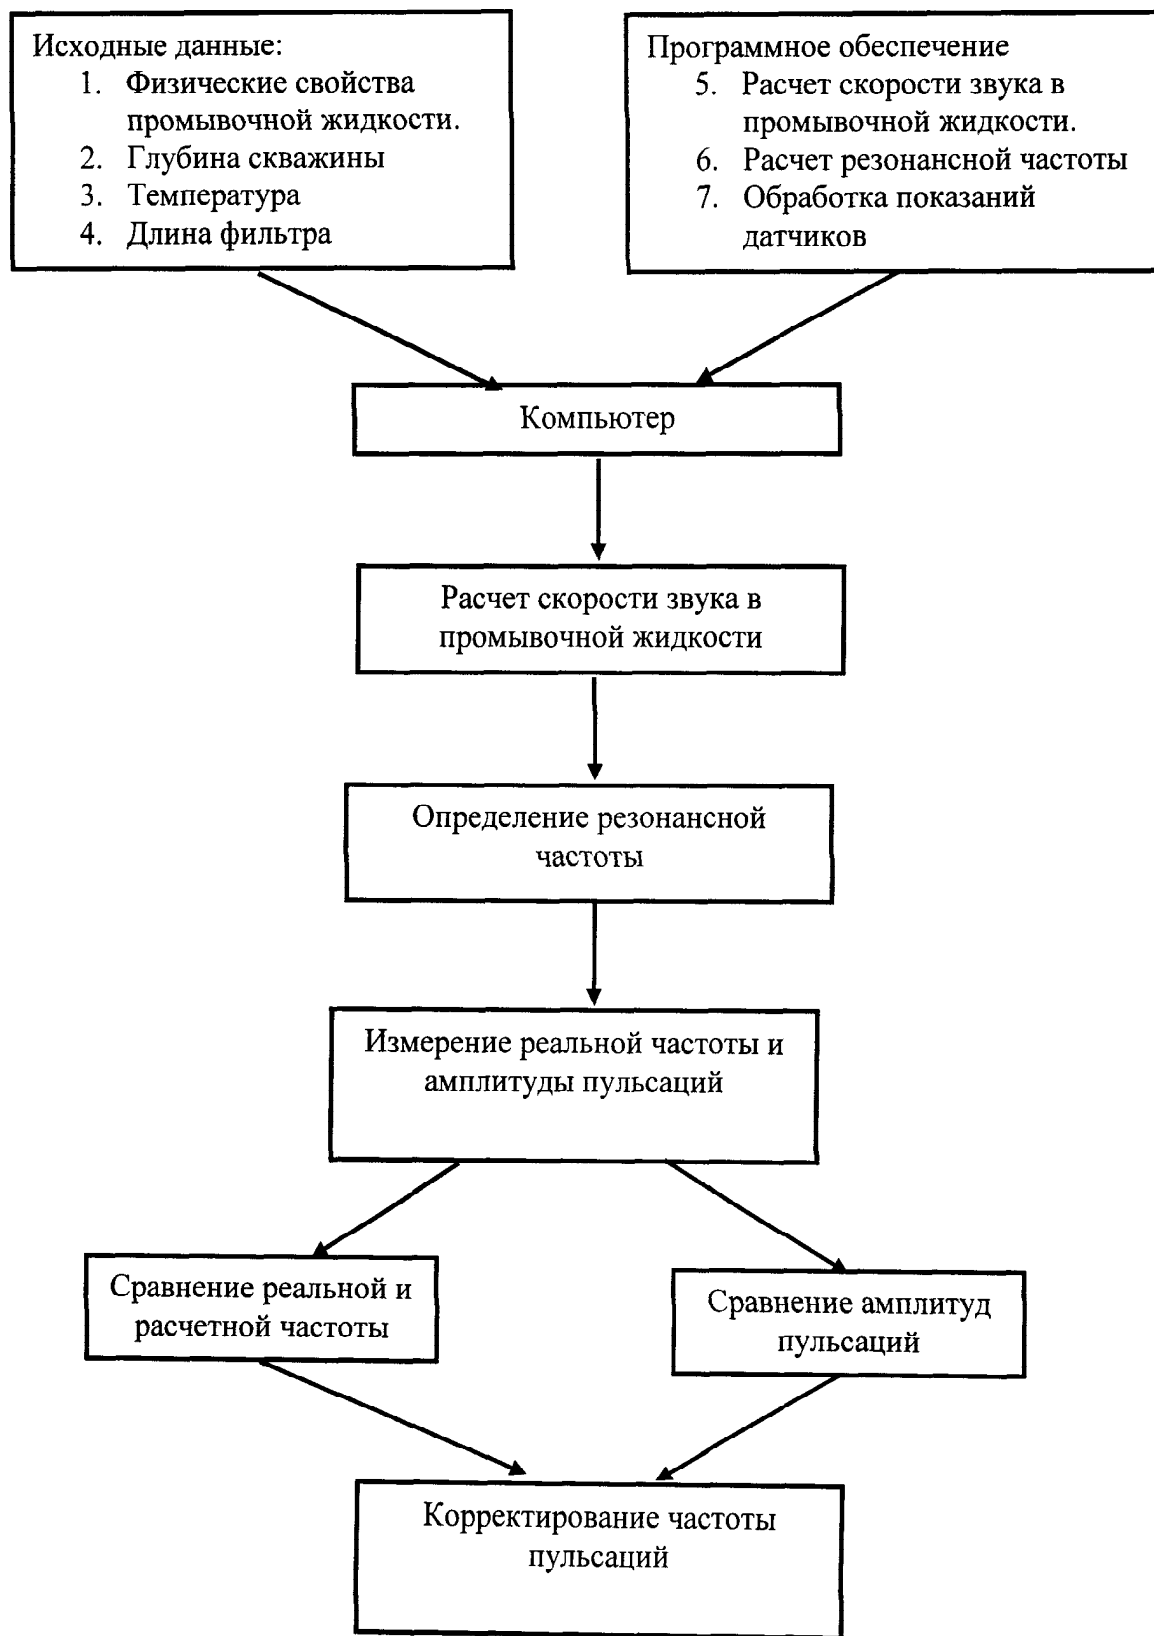 Исходные данные:
1. Физические свойства
промывочной жидкости.
2. Глубина скважины
3. Температура
4. Длина фильтра
Программное обеспечение
5. Расчет скорости звука в
промывочной жидкости.
6. Расчет резонансной частоты
7. Обработка показаний
датчиков
Компьютер
Расчет скорости звука в
промывочной жидкости
Определение резонансной
частоты
Измерение реальной частоты и
амплитуды пульсаций
Сравнение реальной и
расчетной частоты
Сравнение амплитуд
пульсаций
Корректирование частоты
пульсаций